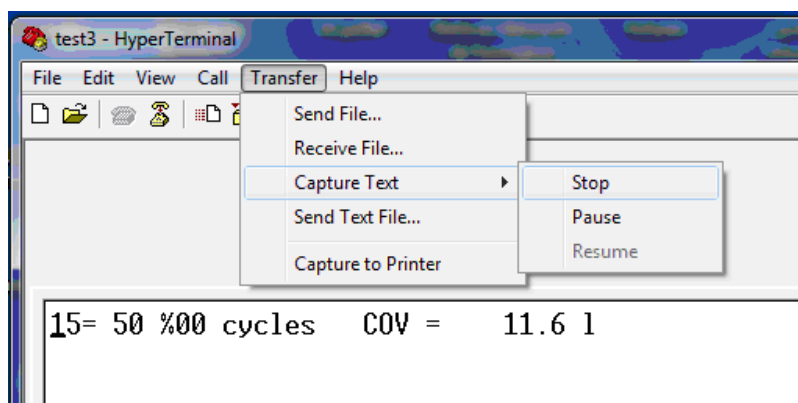 test3 - HyperTerminal
File Edit View Call Transfer Help
Send File...
Receive File...
Capture Text
Send Text File...
Capture to Printer
Stop
Pause
Resume
15= 50 %00 cycles COV = 11.6 l